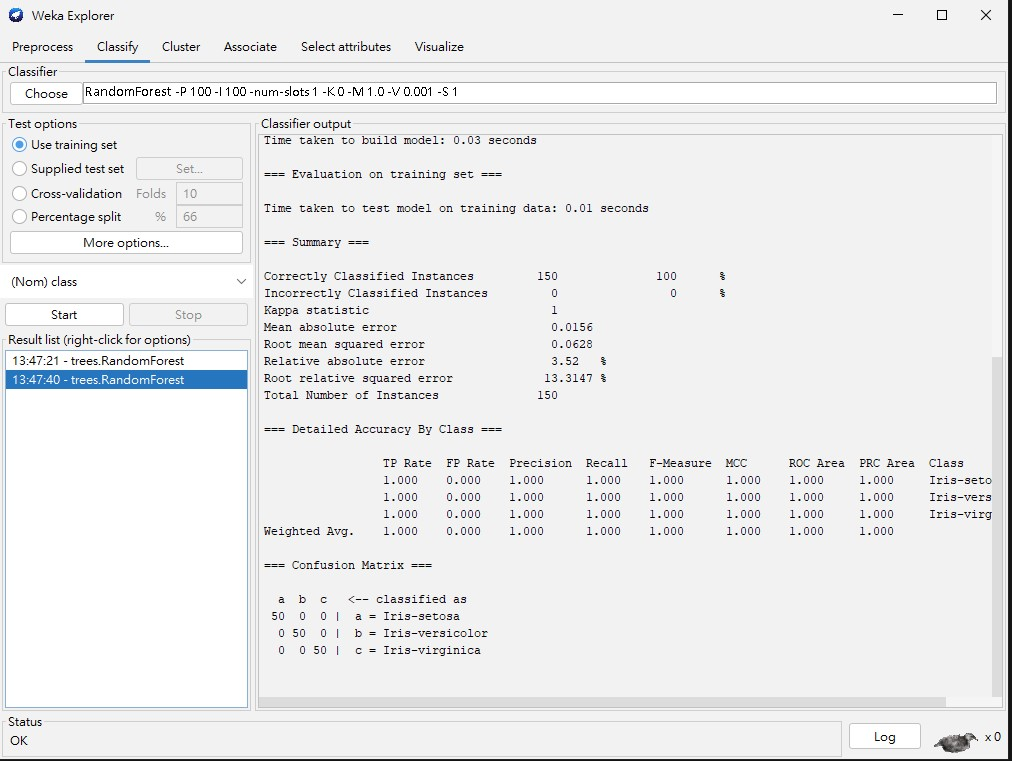 Weka Explorer
Preprocess Classify Cluster Associate Select attributes Visualize
Classifier
Choose RandomForest -P 100 -I 100 -num-slots 1 -K 0 -M 1.0 -V 0.001 -S 1
Test options
Use training set
Supplied test set Set...
Cross-validation Folds 10
Percentage split % 66
More options...
(Nom) class
Start Stop
Result list (right-click for options)
13:47:21 - trees.RandomForest
13:47:40 - trees.RandomForest
Classifier output
Time taken to build model: 0.03 seconds
=== Evaluation on training set ===
Time taken to test model on training data: 0.01 seconds
=== Summary ===
Correctly Classified Instances 150 100 %
Incorrectly Classified Instances 0 0 %
Kappa statistic 1
Mean absolute error 0.0156
Root mean squared error 0.0628
Relative absolute error 3.52 %
Root relative squared error 13.3147 %
Total Number of Instances 150
=== Detailed Accuracy By Class ===
TP Rate FP Rate Precision Recall F-Measure MCC ROC Area PRC Area Class
1.000 0.000 1.000 1.000 1.000 1.000 1.000 1.000 Iris-seto
1.000 0.000 1.000 1.000 1.000 1.000 1.000 1.000 Iris-vers
1.000 0.000 1.000 1.000 1.000 1.000 1.000 1.000 Iris-virg
Weighted Avg. 1.000 0.000 1.000 1.000 1.000 1.000 1.000 1.000
=== Confusion Matrix ===
a b c <-- classified as
50 0 0 | a = Iris-setosa
0 50 0 | b = Iris-versicolor
0 0 50 | c = Iris-virginica
Status
OK
Log x 0